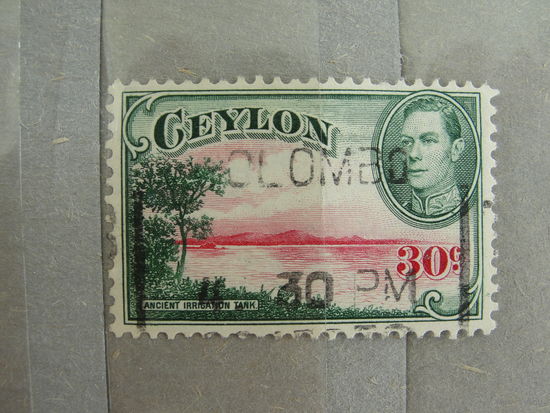 CEYLON
COLOMBO
30c
30 PM
ANCIENT IRRIGATION TANK